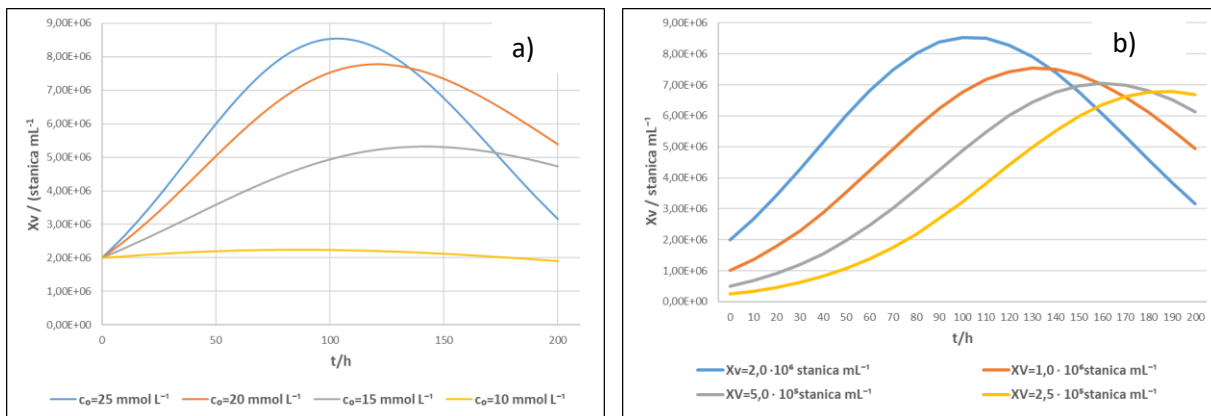 a)
9,00E+06
8,00E+06
7,00E+06
6,00E+06
5,00E+06
4,00E+06
3,00E+06
2,00E+06
1,00E+06
0,00E+00
Xv / (stanica mL⁻¹
0 50 100 150 200
t/h
c₀=25 mmol L⁻¹ c₀=20 mmol L⁻¹ c₀=15 mmol L⁻¹ c₀=10 mmol L⁻¹
b)
9,00E+06
8,00E+06
7,00E+06
6,00E+06
5,00E+06
4,00E+06
3,00E+06
2,00E+06
1,00E+06
0,00E+00
Xv / stanica mL⁻¹
0 10 20 30 40 50 60 70 80 90 100 110 120 130 140 150 160 170 180 190 200
t/h
Xv=2,0 · 10⁶ stanica mL⁻¹ XV=1,0 · 10⁶stanica mL⁻¹
XV=5,0 · 10⁵stanica mL⁻¹ XV=2,5 · 10⁵stanica mL⁻¹